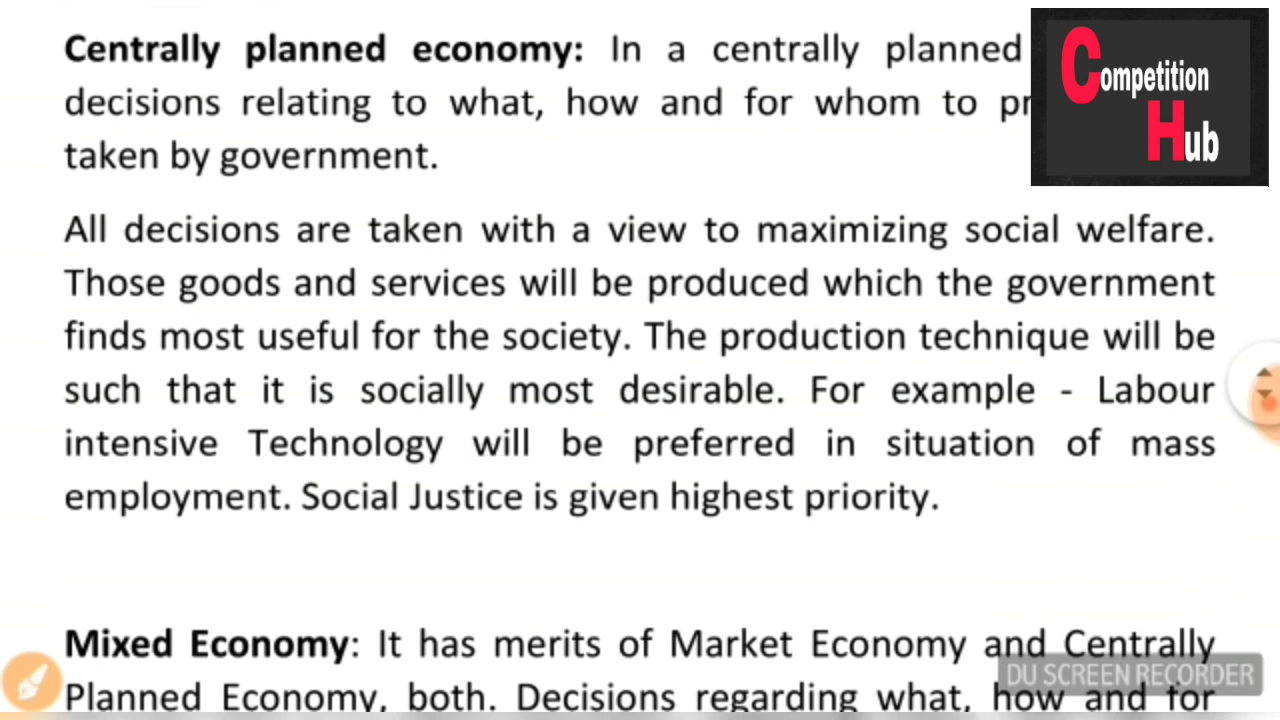 Centrally planned economy: In a centrally planned
decisions relating to what, how and for whom to pr
taken by government.
All decisions are taken with a view to maximizing social welfare.
Those goods and services will be produced which the government
finds most useful for the society. The production technique will be
such that it is socially most desirable. For example - Labour
intensive Technology will be preferred in situation of mass
employment. Social Justice is given highest priority.
Mixed Economy: It has merits of Market Economy and Centrally
Planned Economy, both. Decisions regarding what, how and for
Competition
Hub
DU SCREEN RECORDER